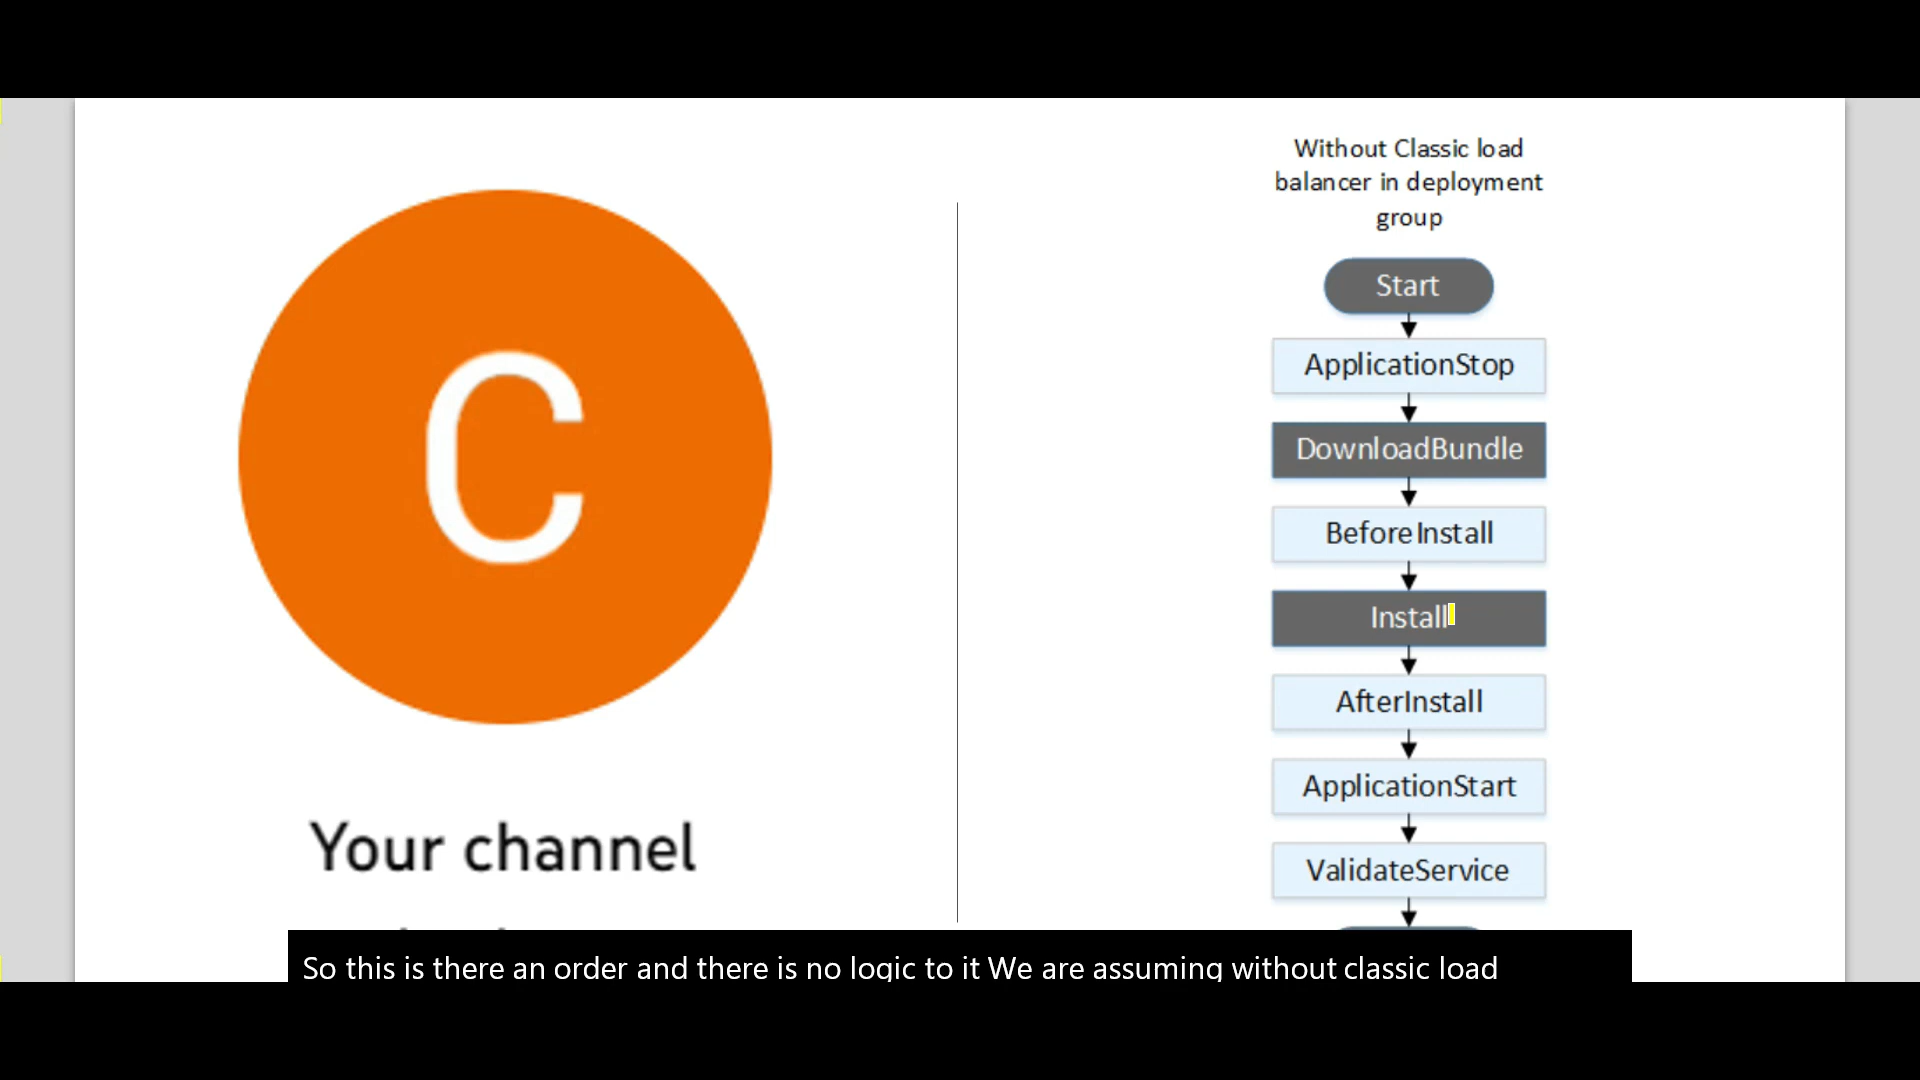 C
Your channel
Without Classic load
balancer in deployment
group
Start
ApplicationStop
DownloadBundle
BeforeInstall
Install
AfterInstall
ApplicationStart
ValidateService
So this is there an order and there is no logic to it We are assuming without classic load